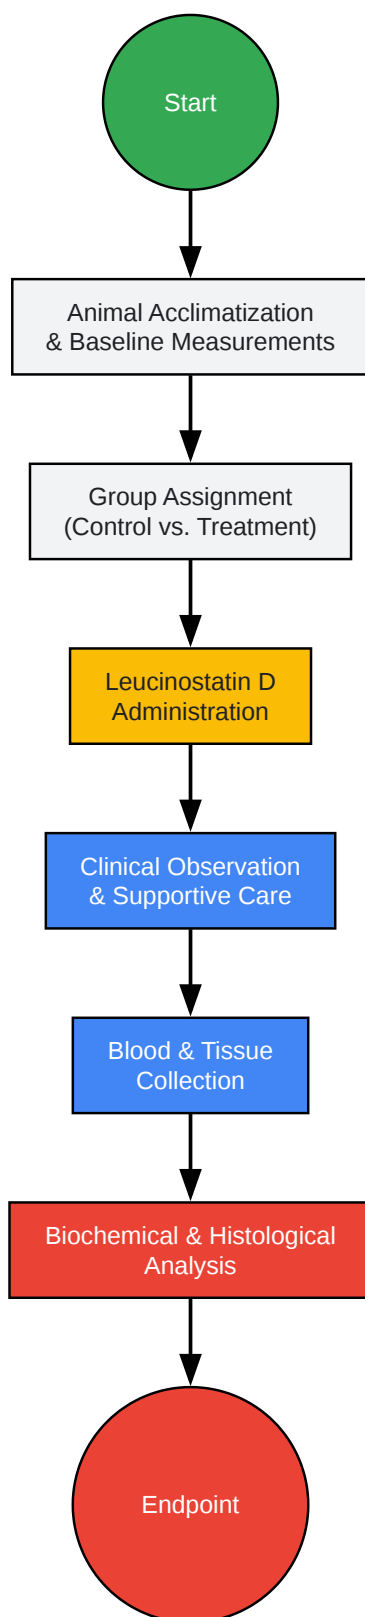 Start
Animal Acclimatization
& Baseline Measurements
Group Assignment
(Control vs. Treatment)
Leucinostatin D
Administration
Clinical Observation
& Supportive Care
Blood & Tissue
Collection
Biochemical & Histological
Analysis
Endpoint